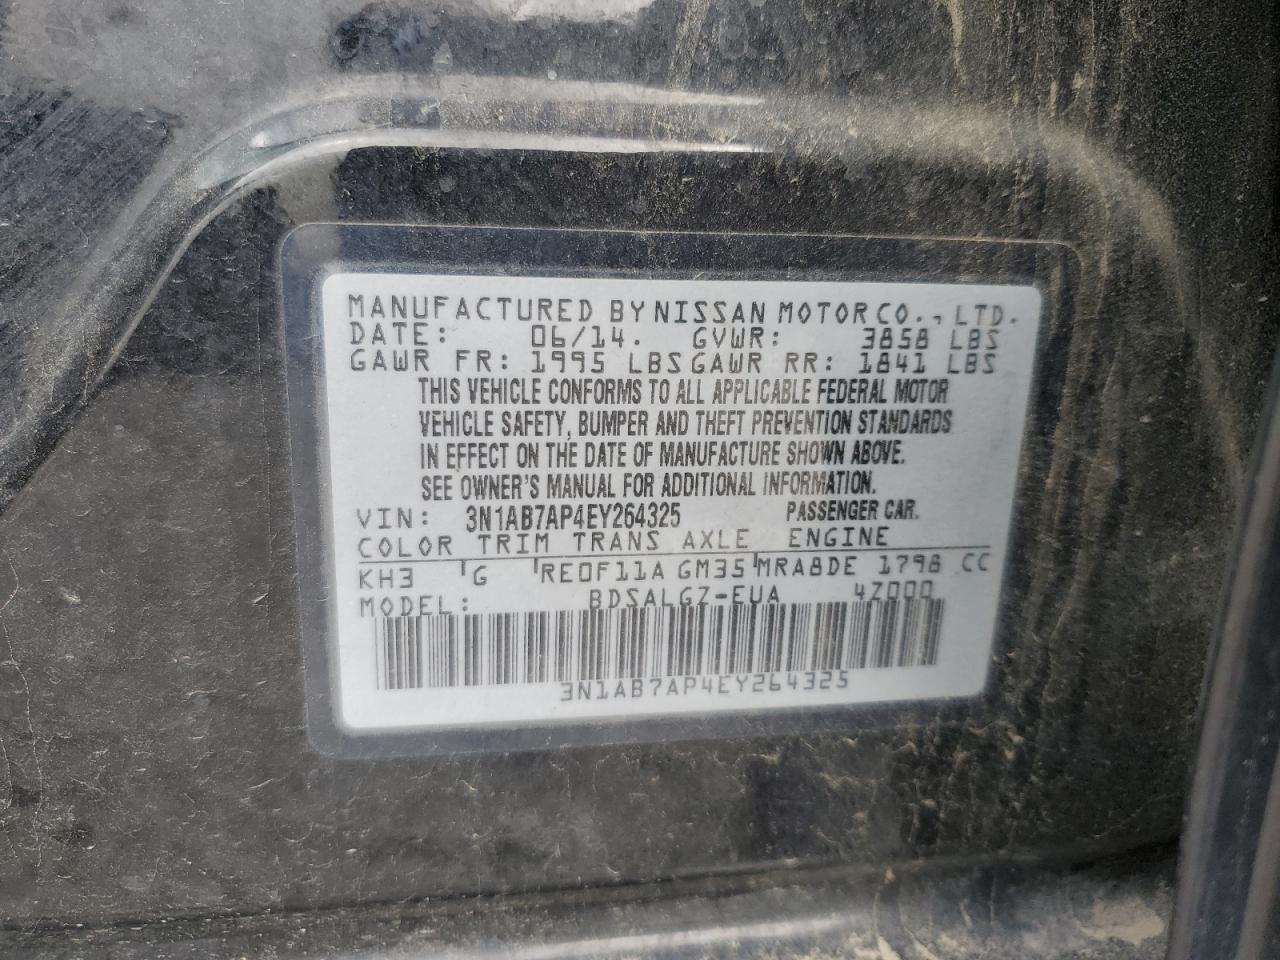 MANUFACTURED BY NISSAN MOTOR CO., LTD.
DATE: 06/14. GVWR: 3858 LBS
GAWR FR: 1995 LBS GAWR RR: 1841 LBS
THIS VEHICLE CONFORMS TO ALL APPLICABLE FEDERAL MOTOR
VEHICLE SAFETY, BUMPER AND THEFT PREVENTION STANDARDS
IN EFFECT ON THE DATE OF MANUFACTURE SHOWN ABOVE.
SEE OWNER'S MANUAL FOR ADDITIONAL INFORMATION.
VIN: 3N1AB7AP4EY264325 PASSENGER CAR.
COLOR TRIM TRANS AXLE ENGINE
KH3 G RE0F11A GM35 MRA8DE 1798 CC
MODEL: BDSALGZ-EUA 4Z000
3N1AB7AP4EY264325